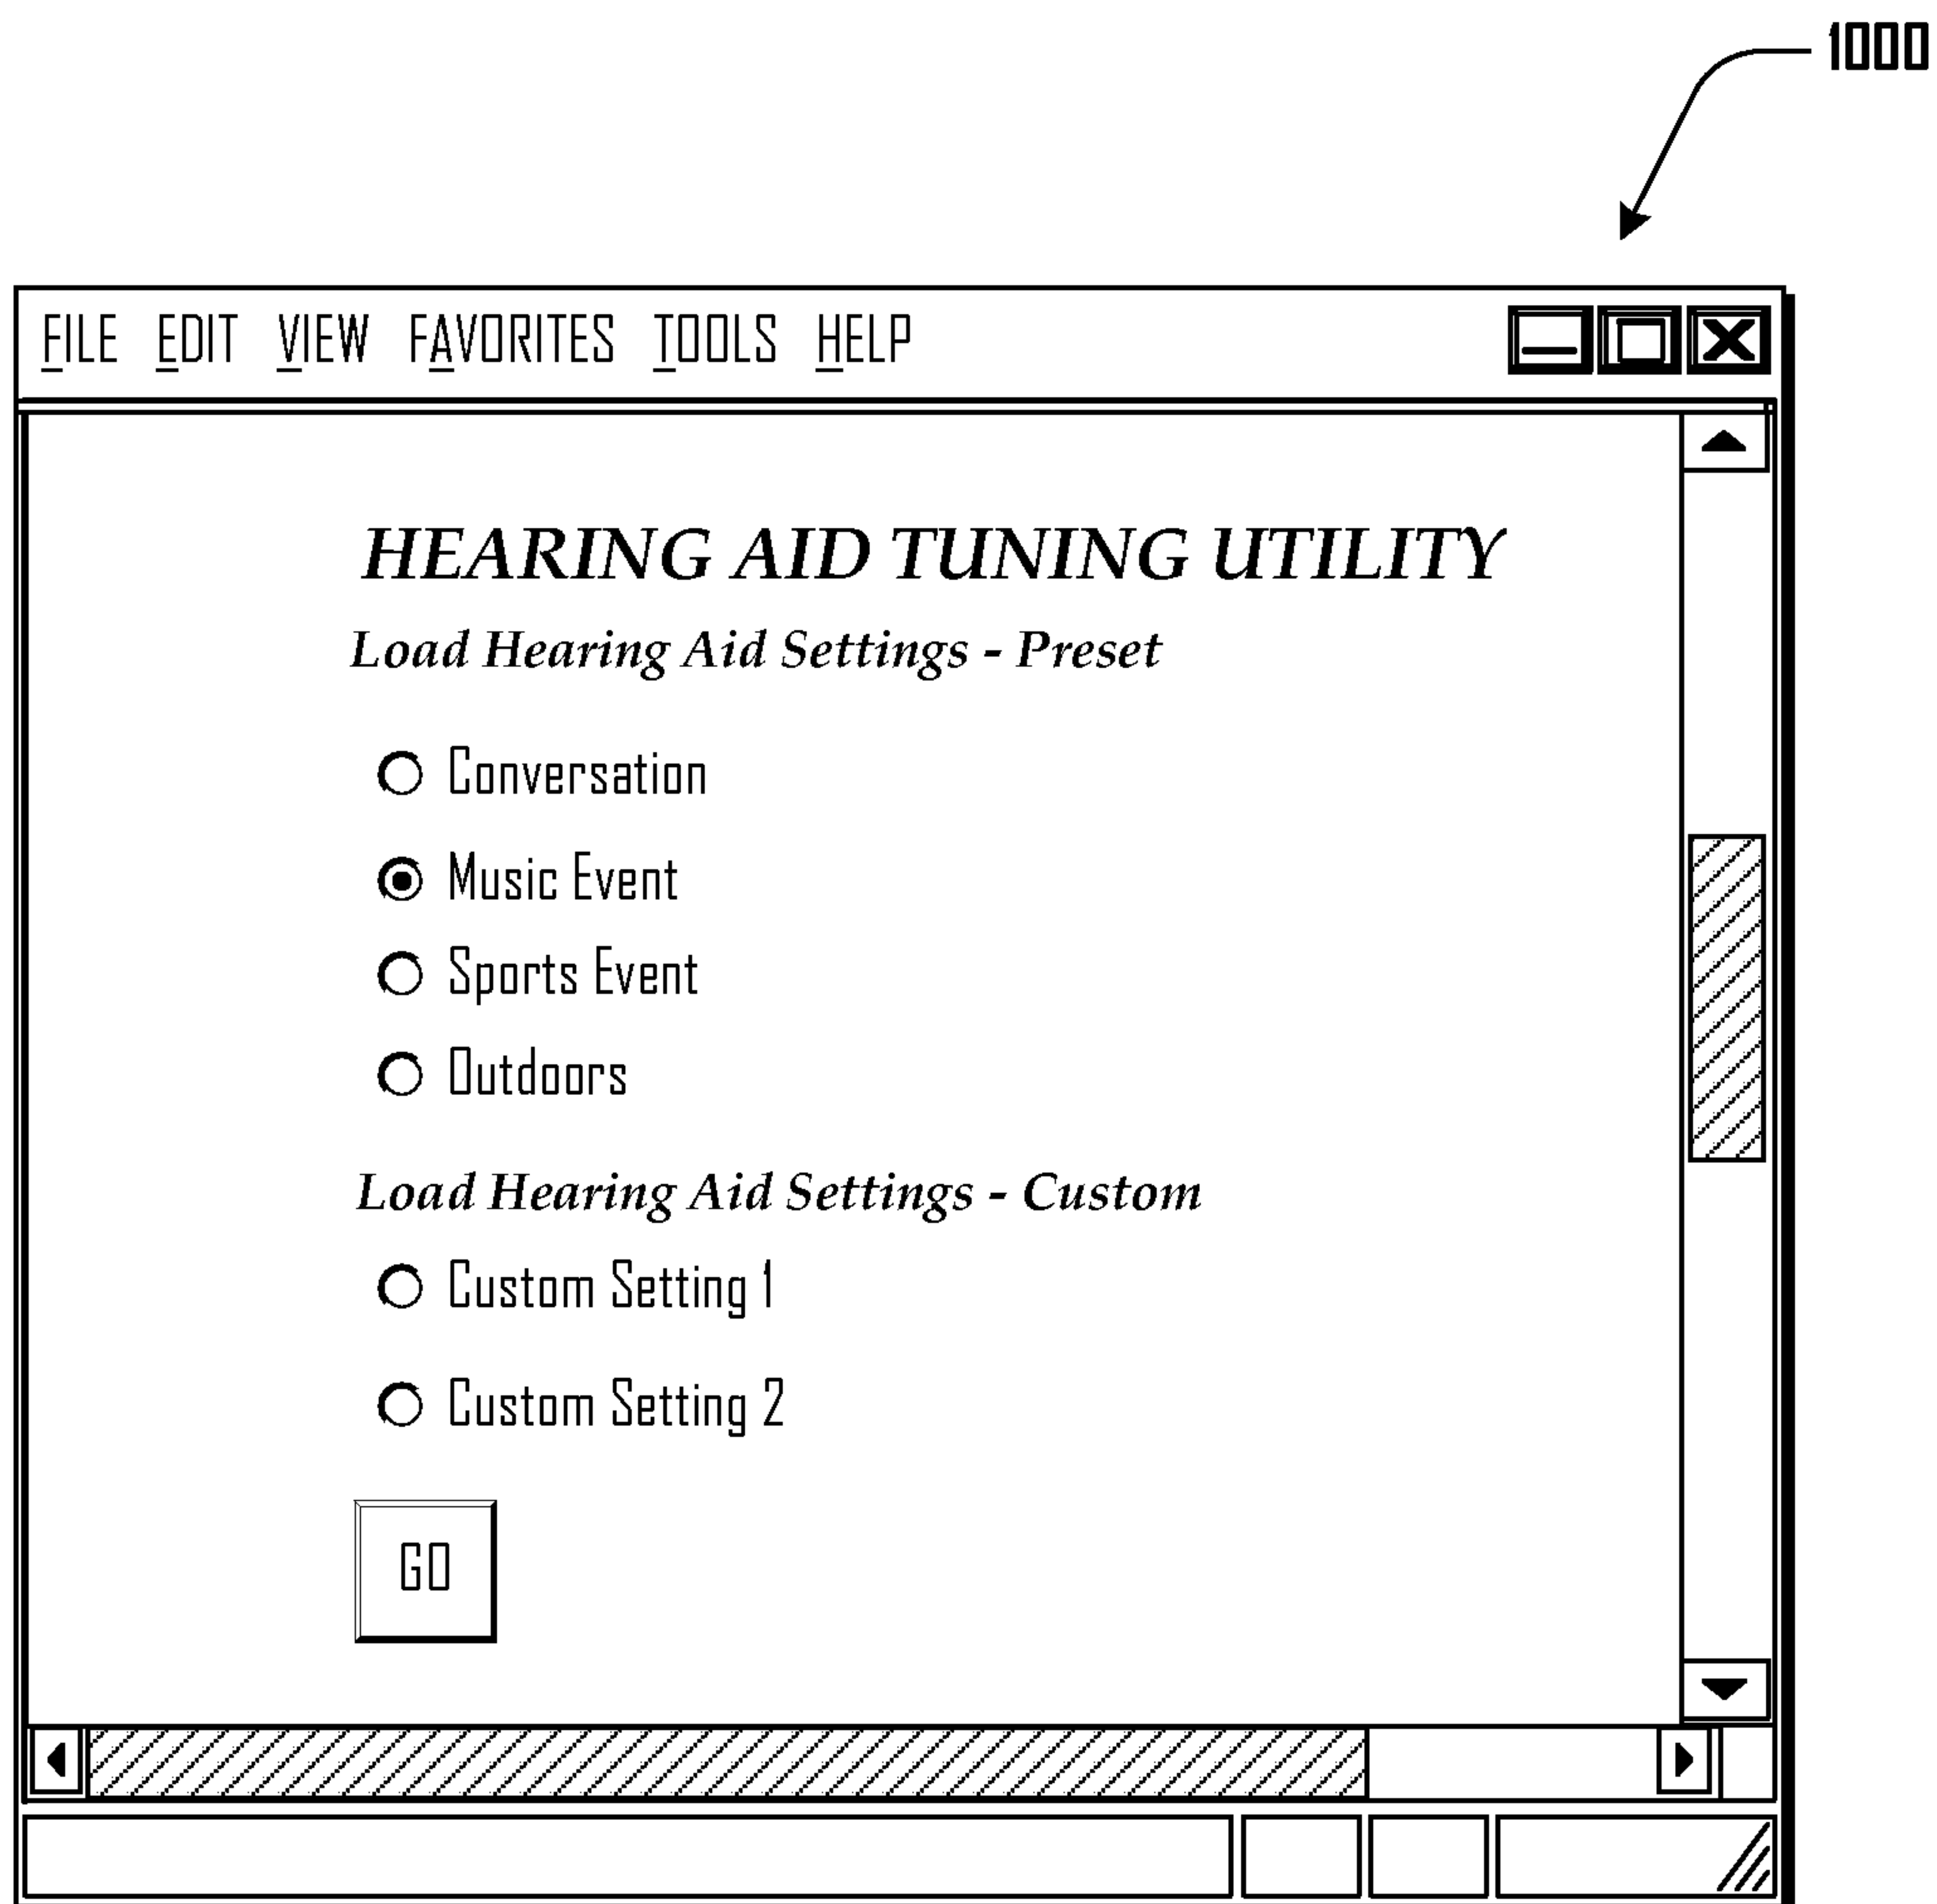 1000
FILE EDIT VIEW FAVORITES TOOLS HELP
HEARING AID TUNING UTILITY
Load Hearing Aid Settings - Preset
Conversation
Music Event
Sports Event
Outdoors
Load Hearing Aid Settings - Custom
Custom Setting 1
Custom Setting 2
GO